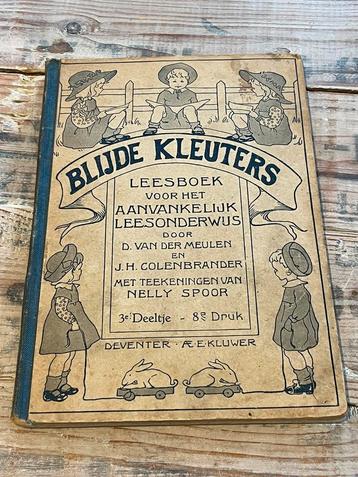 BLIJDE KLEUTERS
LEESBOEK
VOOR HET
AANVANKELIJK
LEESONDERWIJS
DOOR
D. VAN DER MEULEN
EN
J.H. COLENBRANDER
MET TEEKENINGEN VAN
NELLY SPOOR
3e Deeltje - 8e Druk
DEVENTER · Æ·E·KLUWER